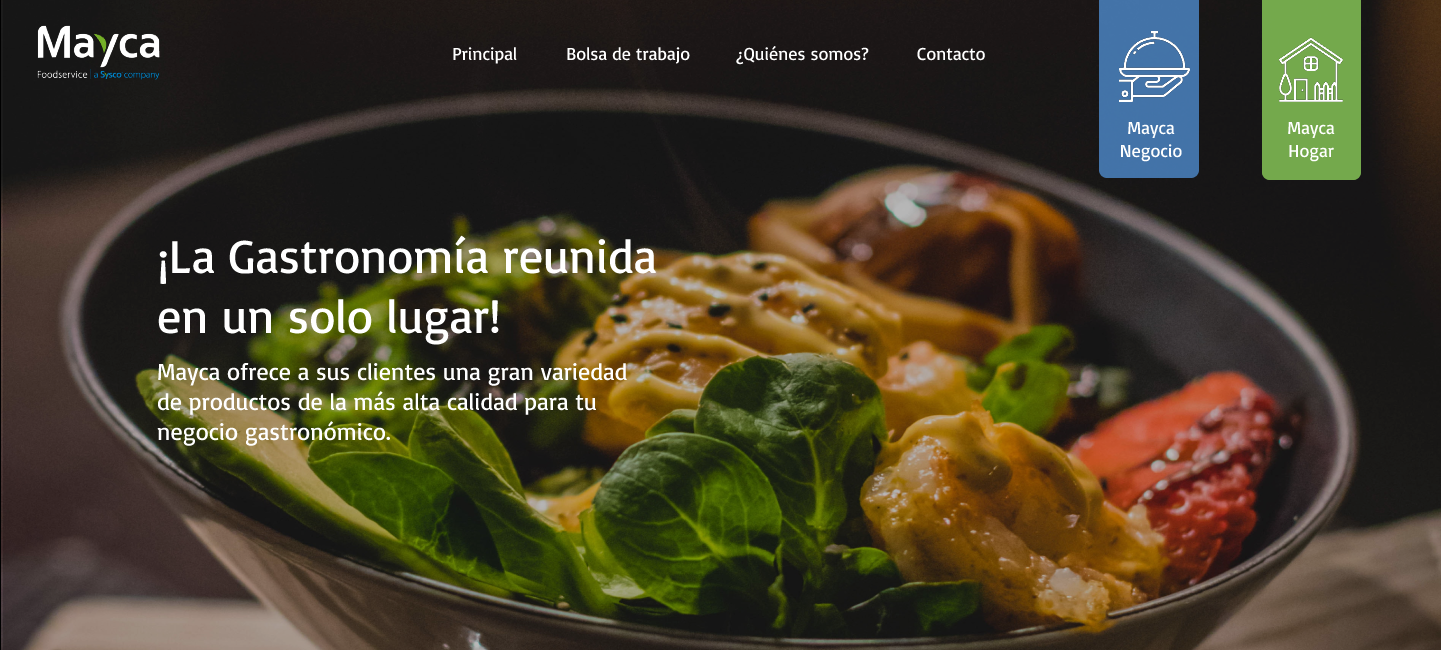 Mayca
Foodservice | a Sysco company
Principal
Bolsa de trabajo
¿Quiénes somos?
Contacto
Mayca
Negocio
Mayca
Hogar
¡La Gastronomía reunida
en un solo lugar!
Mayca ofrece a sus clientes una gran variedad
de productos de la más alta calidad para tu
negocio gastronómico.